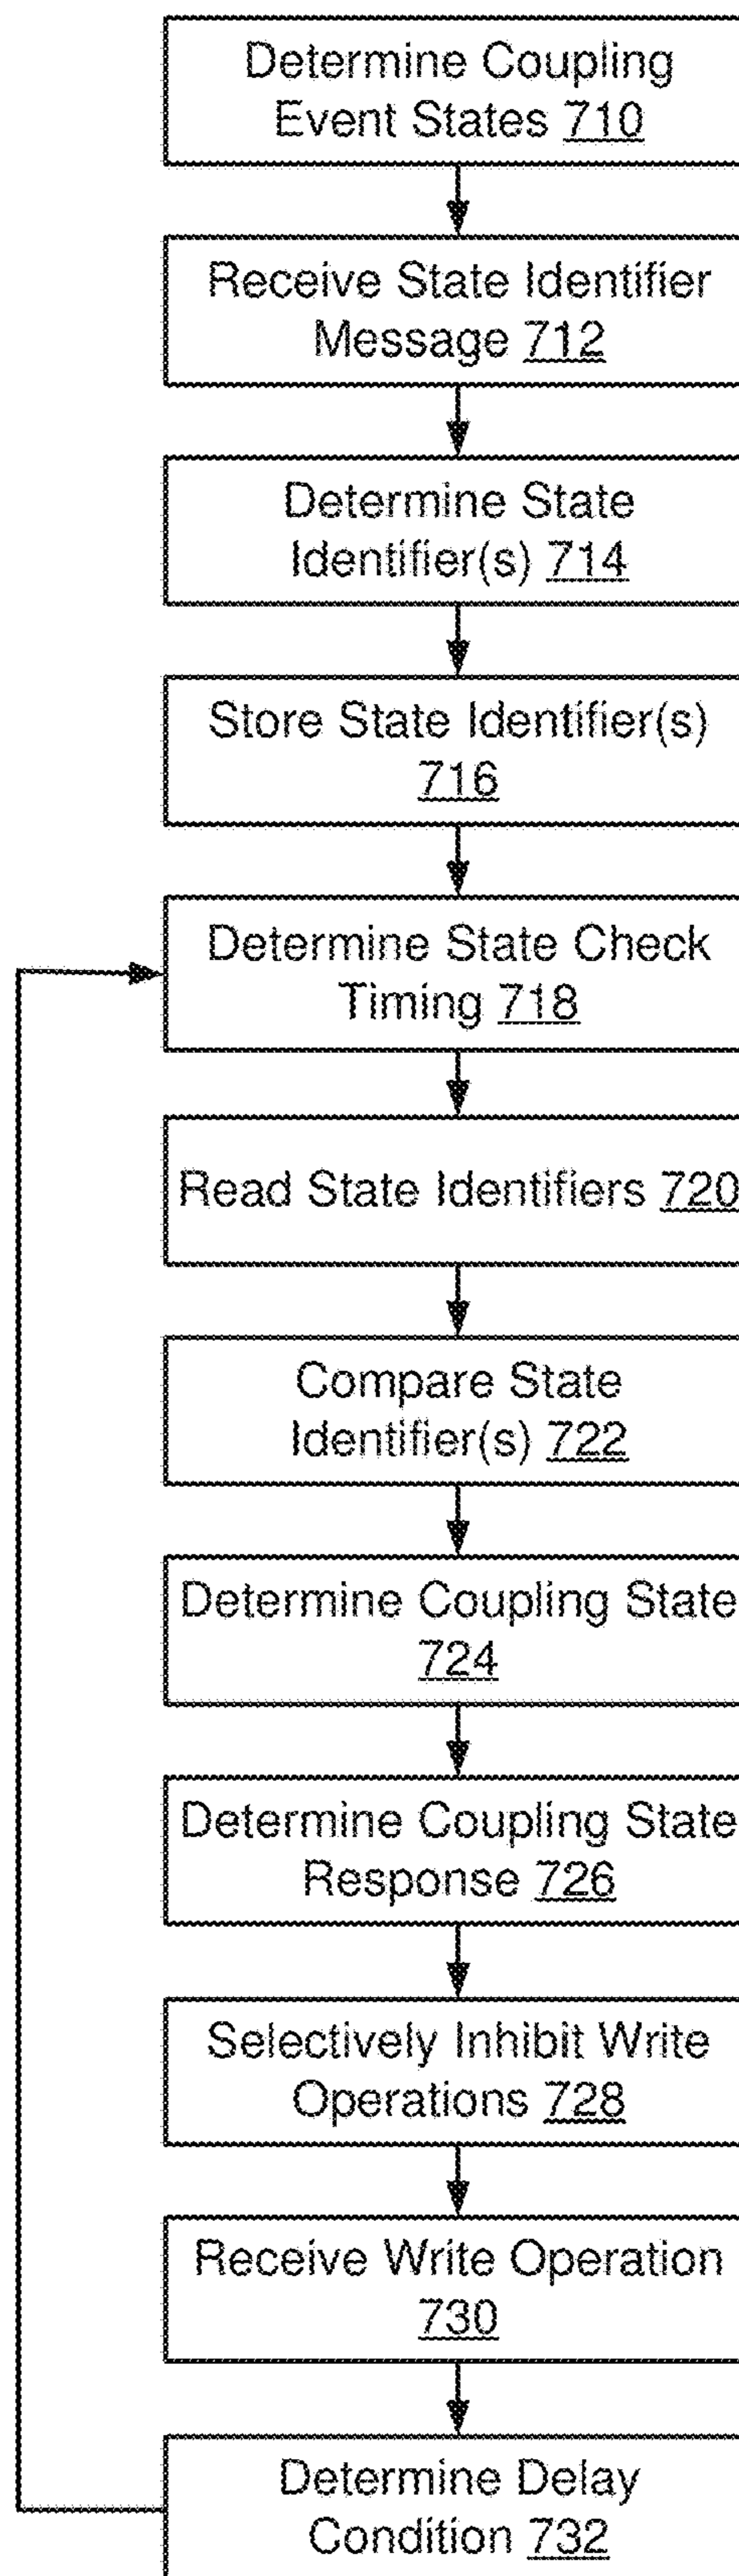 Determine Coupling
Event States 710
Receive State Identifier
Message 712
Determine State
Identifier(s) 714
Store State Identifier(s)
716
Determine State Check
Timing 718
Read State Identifiers 720
Compare State
Identifier(s) 722
Determine Coupling State
724
Determine Coupling State
Response 726
Selectively Inhibit Write
Operations 728
Receive Write Operation
730
Determine Delay
Condition 732